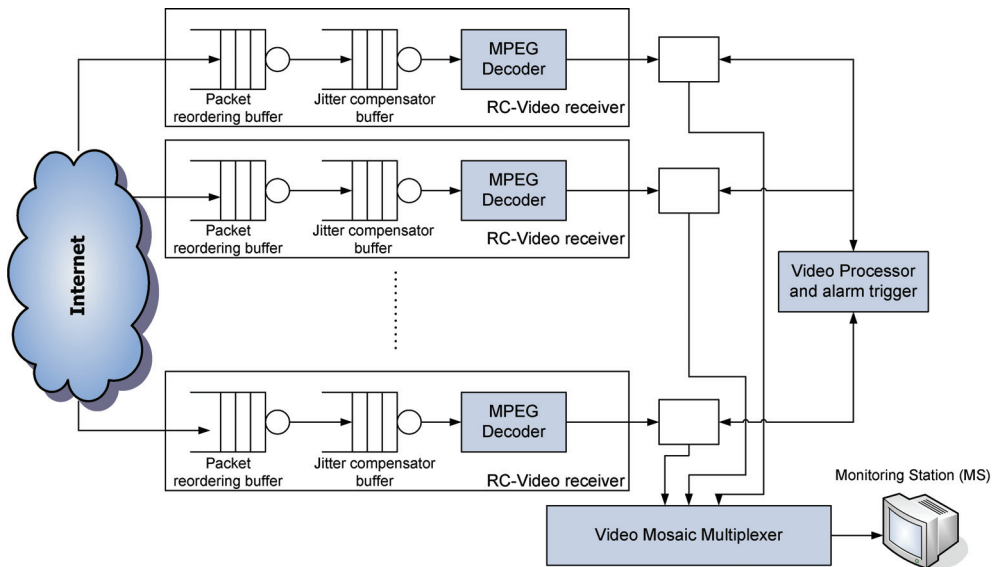 MPEG
Decoder
Packet
reordering buffer
Jitter compensator
buffer
RC-Video receiver
MPEG
Decoder
Packet
reordering buffer
Jitter compensator
buffer
RC-Video receiver
Internet
Video Processor
and alarm trigger
MPEG
Decoder
Packet
reordering buffer
Jitter compensator
buffer
RC-Video receiver
Monitoring Station (MS)
Video Mosaic Multiplexer